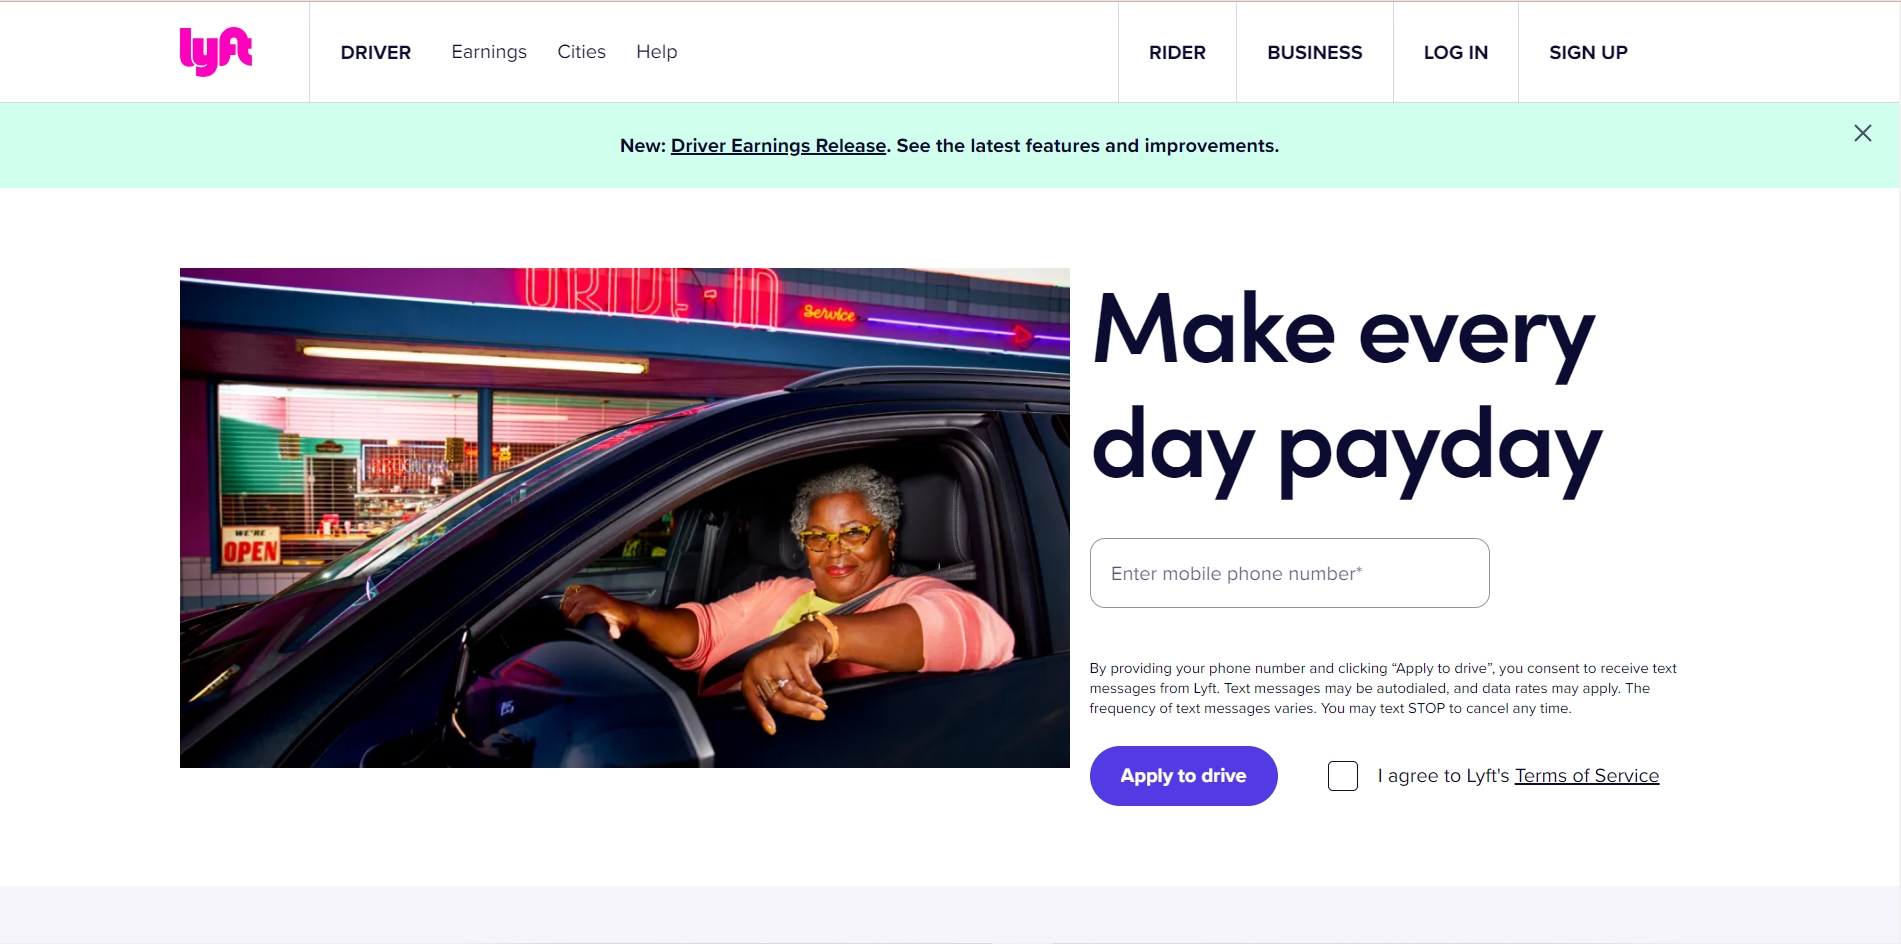 lyft
DRIVER Earnings Cities Help RIDER BUSINESS LOG IN SIGN UP
New: Driver Earnings Release. See the latest features and improvements.
DRIVE-IN
Service
WE'RE
OPEN
Make every
day payday
Enter mobile phone number*
By providing your phone number and clicking “Apply to drive”, you consent to receive text
messages from Lyft. Text messages may be autodialed, and data rates may apply. The
frequency of text messages varies. You may text STOP to cancel any time.
Apply to drive I agree to Lyft's Terms of Service